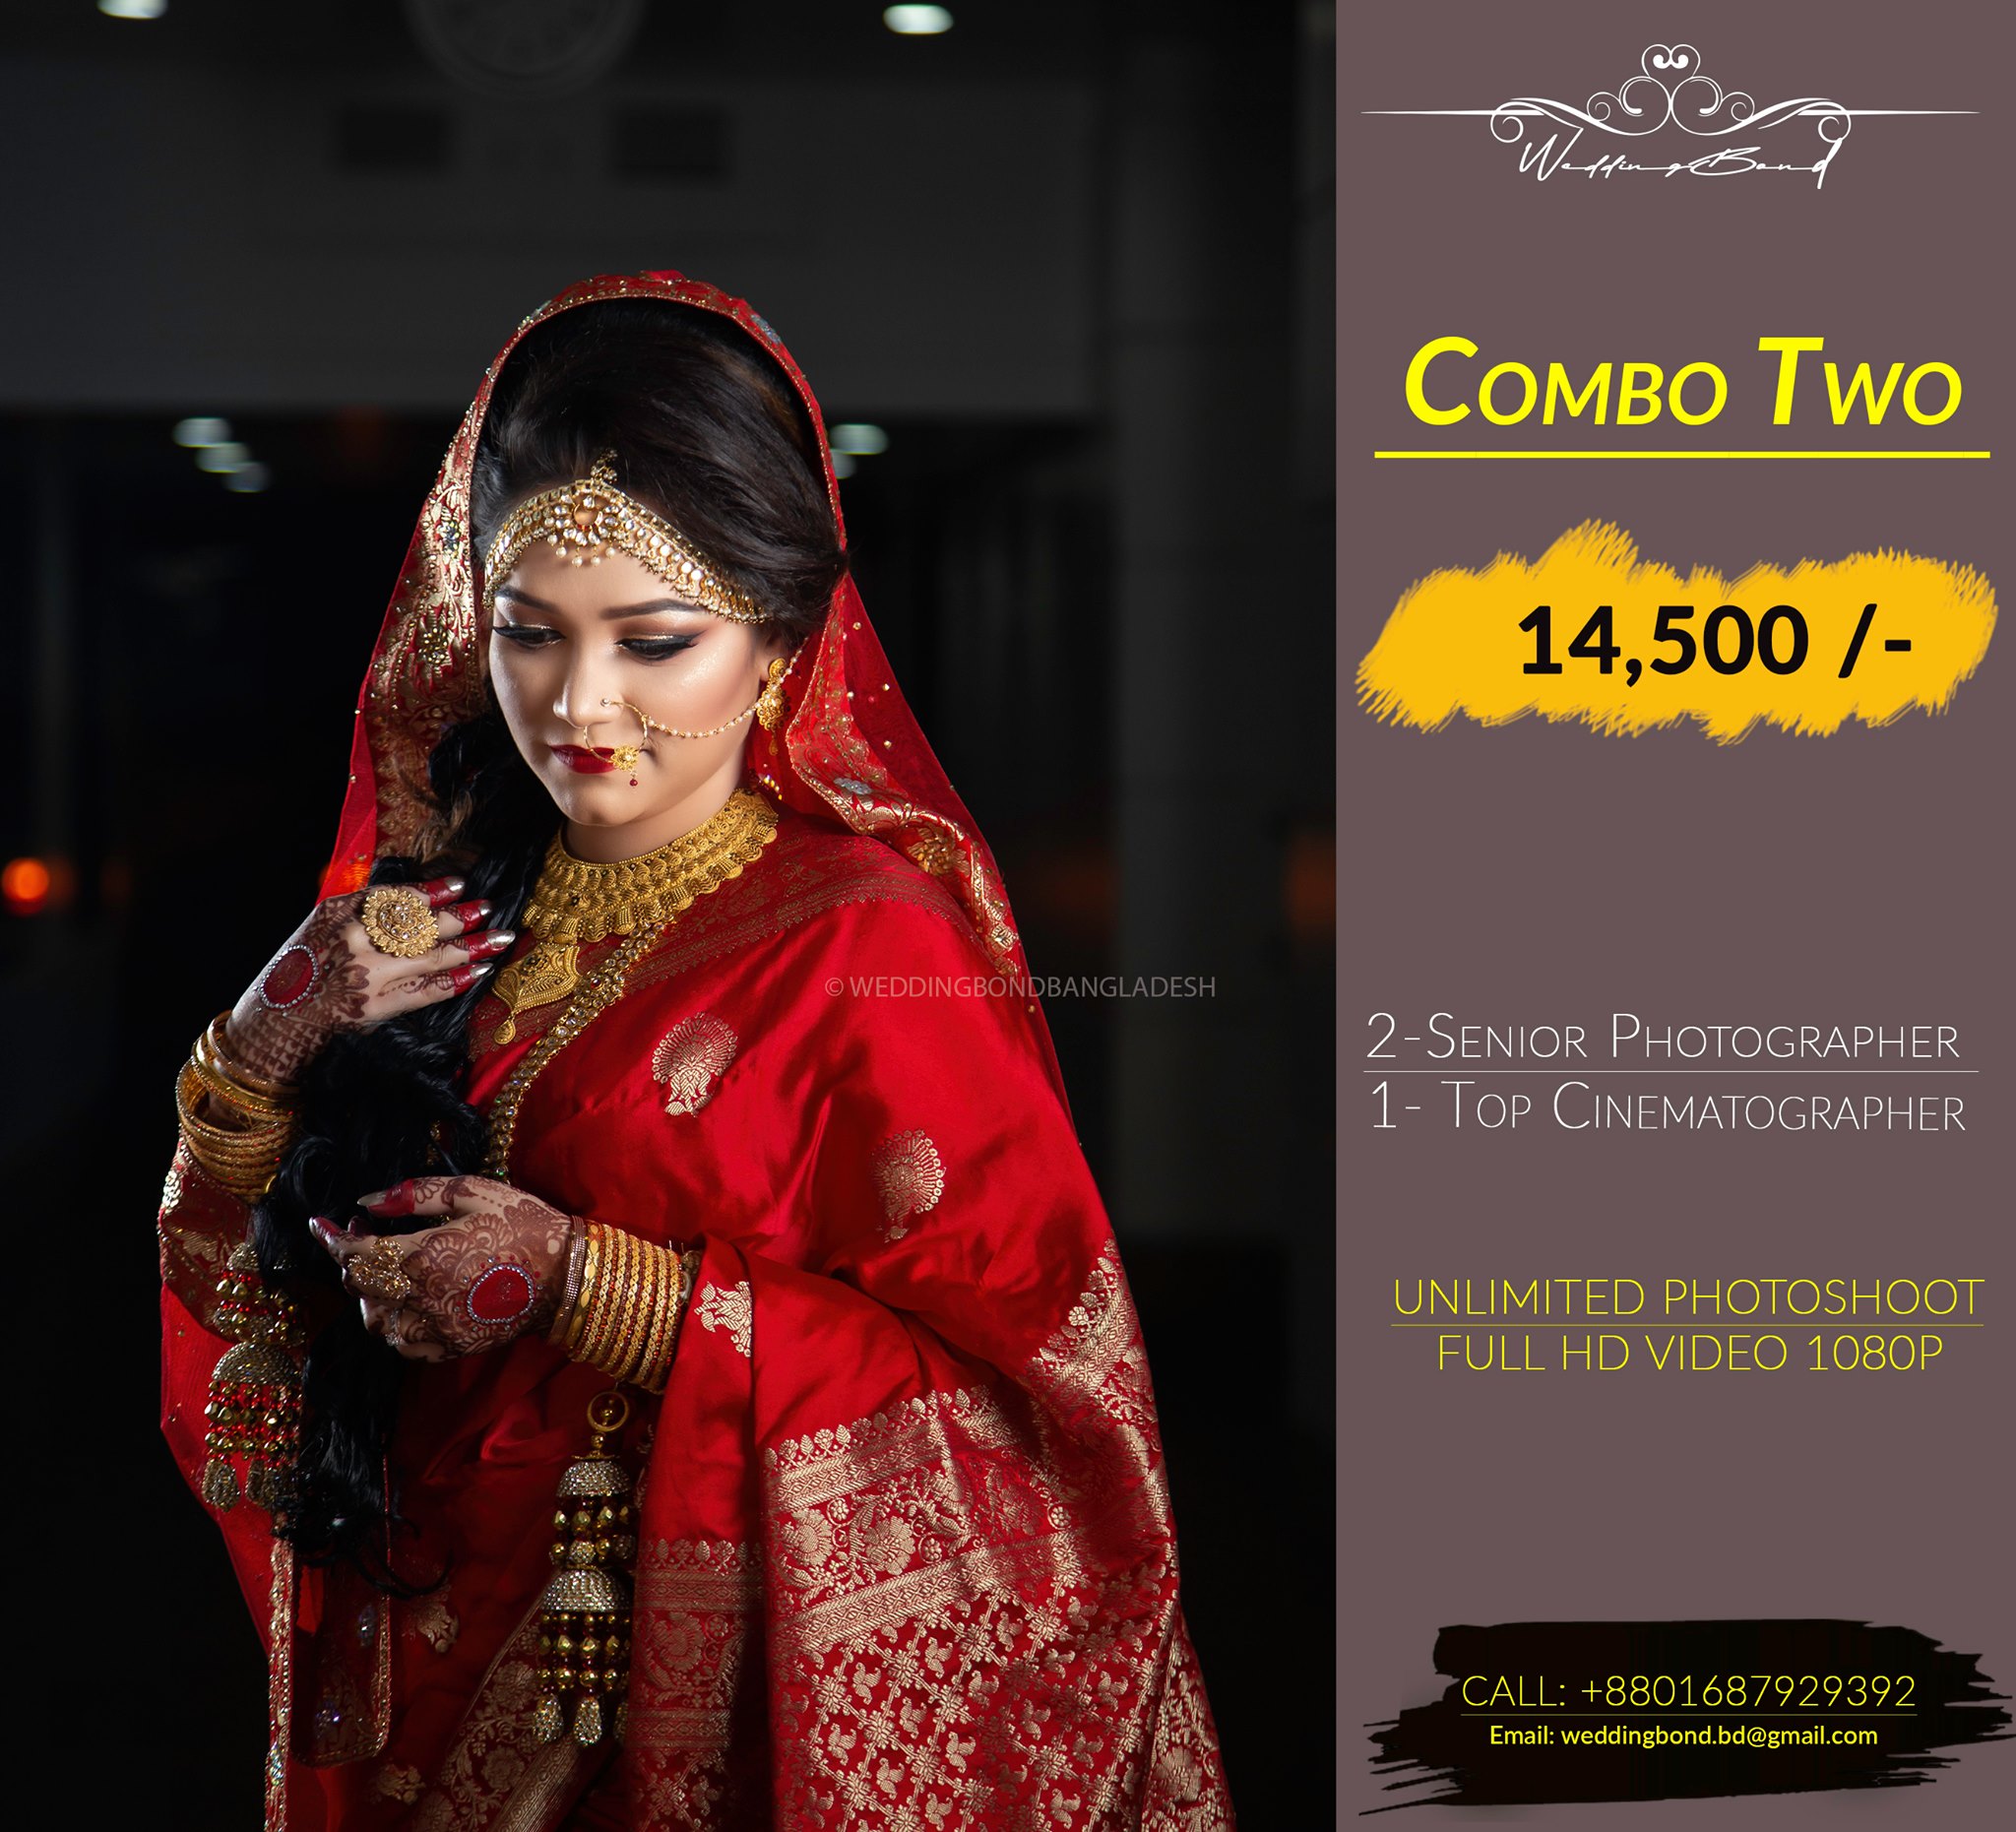 WeddingBond
COMBO TWO
14,500 /-
© WEDDINGBONDBANGLADESH
2-SENIOR PHOTOGRAPHER
1- TOP CINEMATOGRAPHER
UNLIMITED PHOTOSHOOT
FULL HD VIDEO 1080P
CALL: +8801687929392
Email: weddingbond.bd@gmail.com